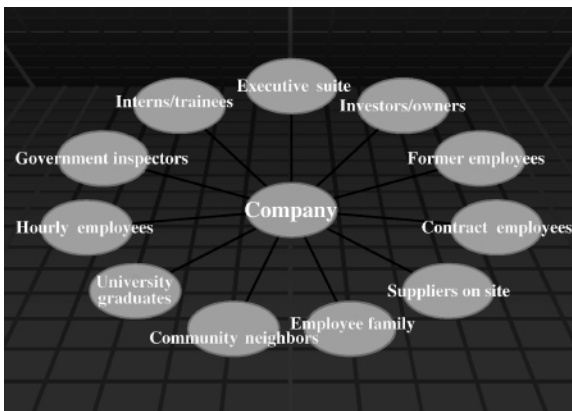 Executive suite
Interns/trainees
Investors/owners
Government inspectors
Former employees
Company
Hourly employees
Contract employees
University
graduates
Suppliers on site
Community neighbors
Employee family